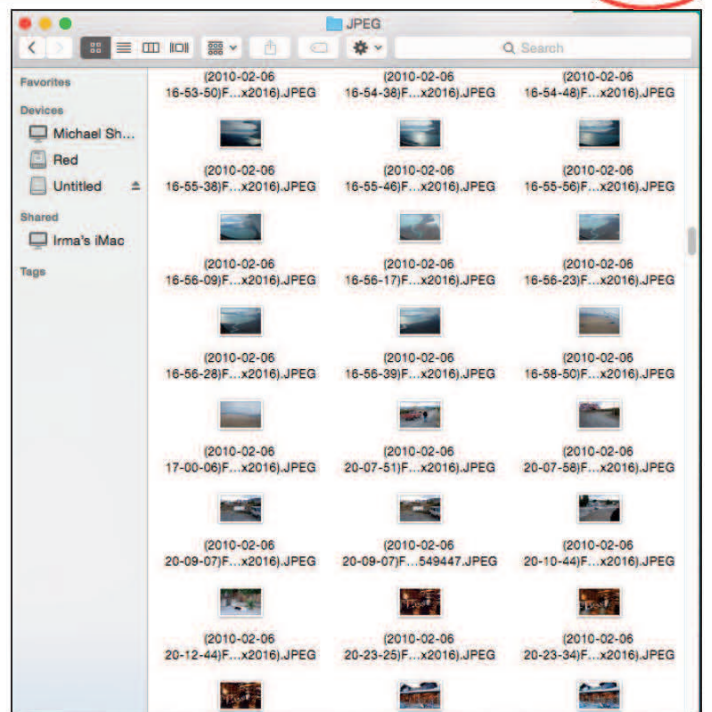 JPEG
Search
Favorites
Devices
Michael Sh...
Red
Untitled
Shared
Irma's iMac
Tags
(2010-02-06 (2010-02-06 (2010-02-06
16-53-50)F...x2016).JPEG 16-54-38)F...x2016).JPEG 16-54-48)F...x2016).JPEG
(2010-02-06 (2010-02-06 (2010-02-06
16-55-38)F...x2016).JPEG 16-55-46)F...x2016).JPEG 16-55-56)F...x2016).JPEG
(2010-02-06 (2010-02-06 (2010-02-06
16-56-09)F...x2016).JPEG 16-56-17)F...x2016).JPEG 16-56-23)F...x2016).JPEG
(2010-02-06 (2010-02-06 (2010-02-06
16-56-28)F...x2016).JPEG 16-56-39)F...x2016).JPEG 16-58-50)F...x2016).JPEG
(2010-02-06 (2010-02-06 (2010-02-06
17-00-06)F...x2016).JPEG 20-07-51)F...x2016).JPEG 20-07-58)F...x2016).JPEG
(2010-02-06 (2010-02-06 (2010-02-06
20-09-07)F...x2016).JPEG 20-09-07)F...549447.JPEG 20-10-44)F...x2016).JPEG
(2010-02-06 (2010-02-06 (2010-02-06
20-12-44)F...x2016).JPEG 20-23-25)F...x2016).JPEG 20-23-34)F...x2016).JPEG